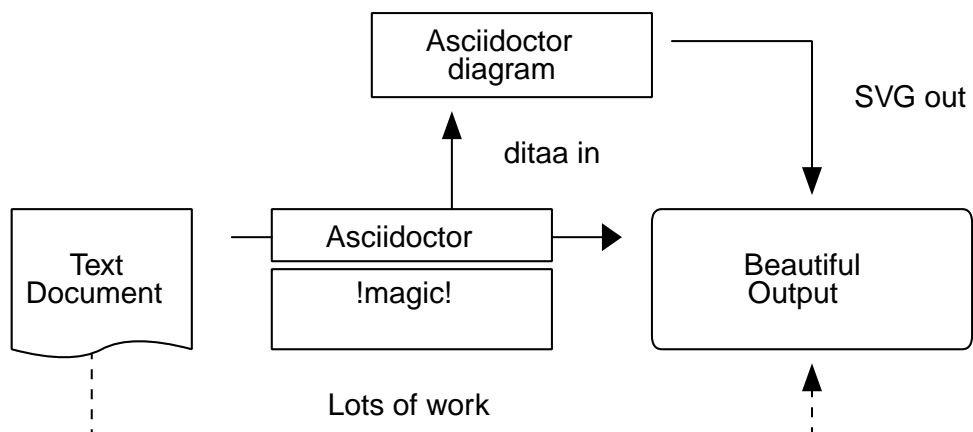 Asciidoctor
diagram
SVG out
ditaa in
Asciidoctor
Text
Document
!magic!
Beautiful
Output
Lots of work